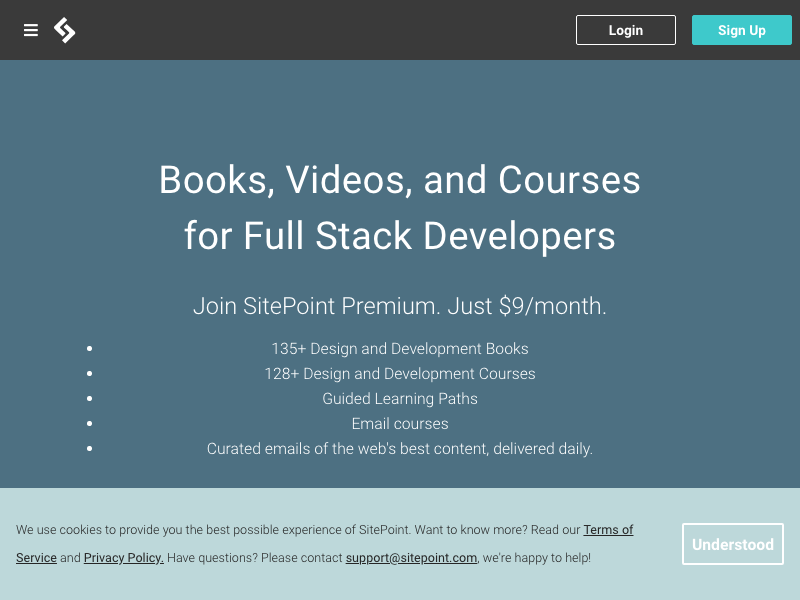 Login
Sign Up
Books, Videos, and Courses
for Full Stack Developers
Join SitePoint Premium. Just $9/month.
135+ Design and Development Books
128+ Design and Development Courses
Guided Learning Paths
Email courses
Curated emails of the web's best content, delivered daily.
We use cookies to provide you the best possible experience of SitePoint. Want to know more? Read our Terms of
Service and Privacy Policy. Have questions? Please contact support@sitepoint.com, we're happy to help!
Understood